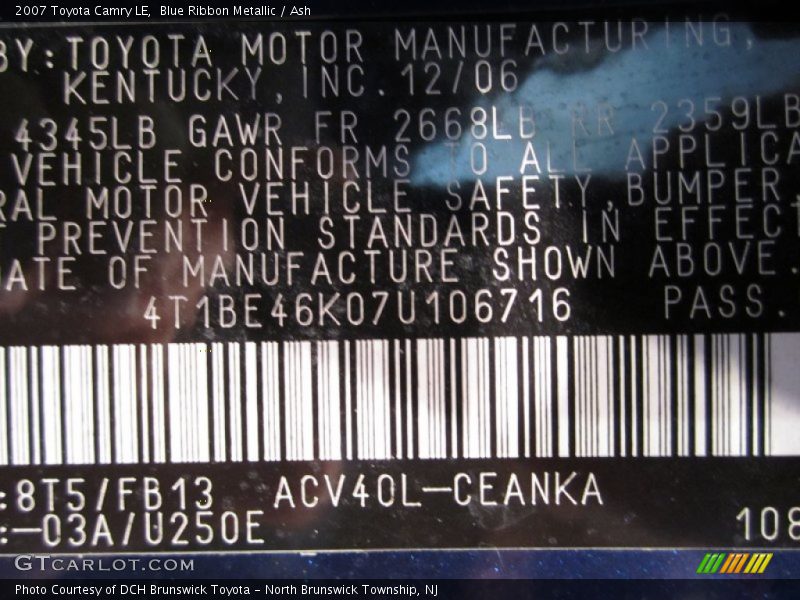 2007 Toyota Camry LE, Blue Ribbon Metallic / Ash
BY: TOYOTA MOTOR MANUFACTURING,
KENTUCKY, INC. 12/06
4345LB GAWR FR 2668LB RR 2359LB
VEHICLE CONFORMS TO ALL APPLICA
RAL MOTOR VEHICLE SAFETY, BUMPER
T PREVENTION STANDARDS IN EFFECT
DATE OF MANUFACTURE SHOWN ABOVE.
4T1BE46K07U106716 PASS.
:8T5/FB13 ACV40L-CEANKA
:-03A/U250E
108
GTCARLOT.COM
Photo Courtesy of DCH Brunswick Toyota - North Brunswick Township, NJ